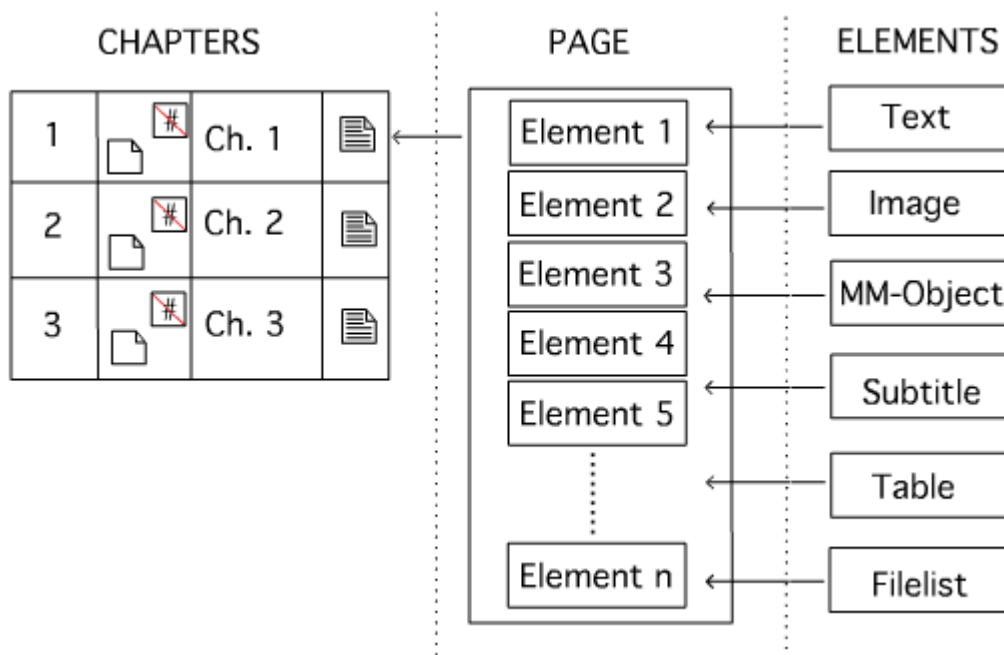 CHAPTERS
1 # Ch. 1
2 # Ch. 2
3 # Ch. 3
PAGE
Element 1
Element 2
Element 3
Element 4
Element 5
Element n
ELEMENTS
Text
Image
MM-Object
Subtitle
Table
Filelist